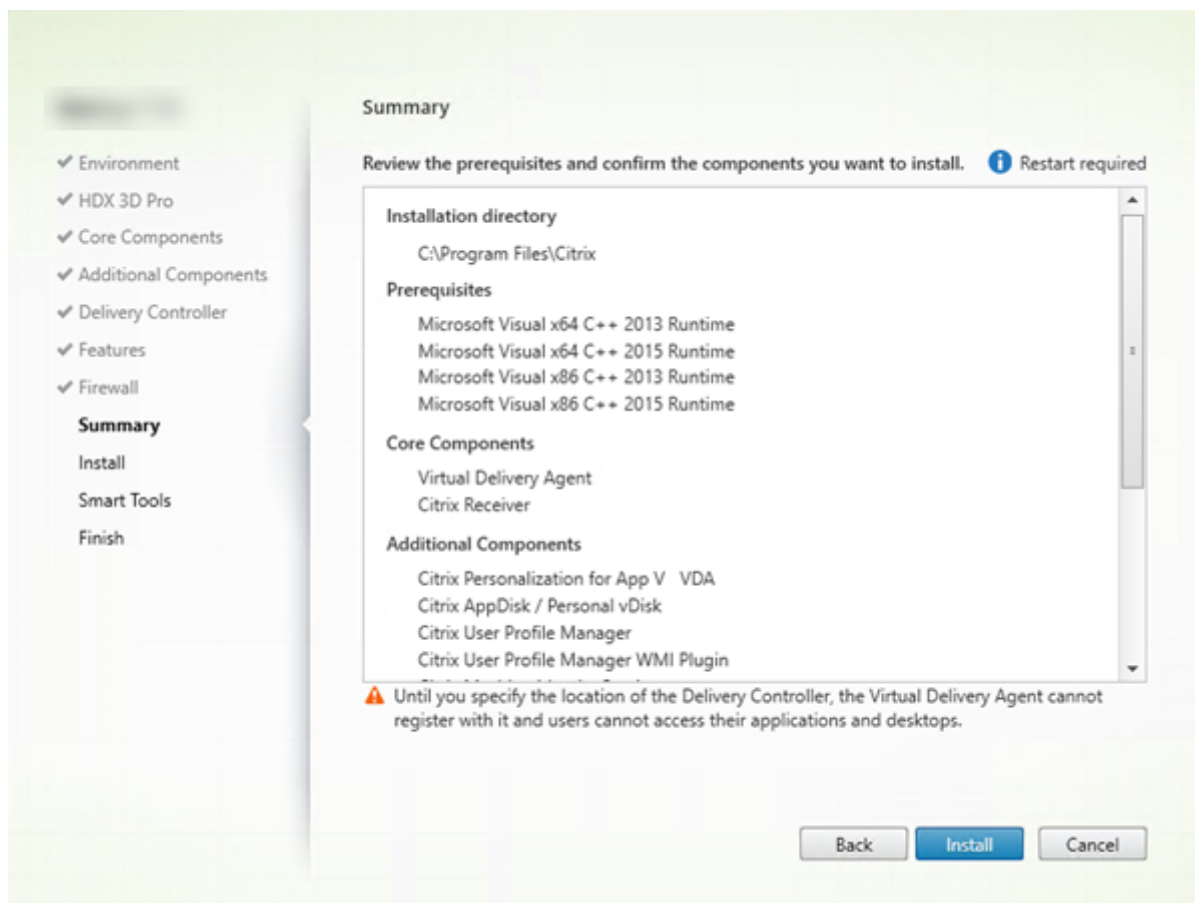 Environment
HDX 3D Pro
Core Components
Additional Components
Delivery Controller
Features
Firewall
Summary
Install
Smart Tools
Finish
Summary
Review the prerequisites and confirm the components you want to install.
Restart required
Installation directory
C:\Program Files\Citrix
Prerequisites
Microsoft Visual x64 C++ 2013 Runtime
Microsoft Visual x64 C++ 2015 Runtime
Microsoft Visual x86 C++ 2013 Runtime
Microsoft Visual x86 C++ 2015 Runtime
Core Components
Virtual Delivery Agent
Citrix Receiver
Additional Components
Citrix Personalization for App V VDA
Citrix AppDisk / Personal vDisk
Citrix User Profile Manager
Citrix User Profile Manager WMI Plugin
Until you specify the location of the Delivery Controller, the Virtual Delivery Agent cannot
register with it and users cannot access their applications and desktops.
Back
Install
Cancel